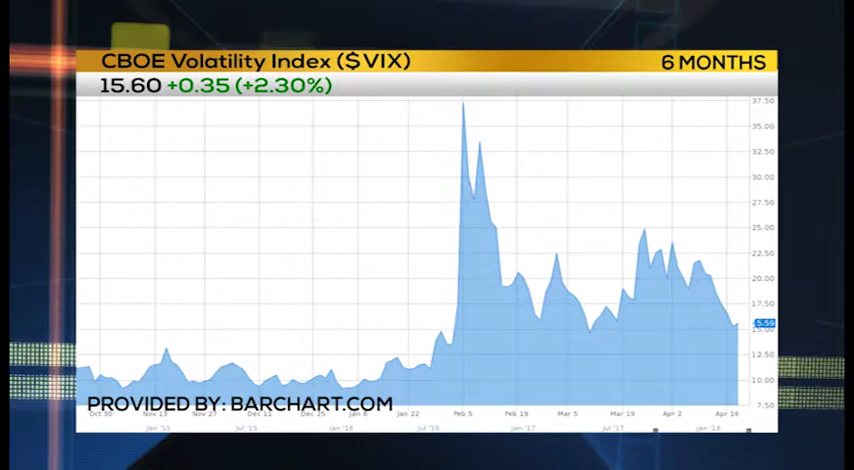 CBOE Volatility Index ($VIX) 6 MONTHS
15.60 +0.35 (+2.30%)
37.50
35.00
32.50
30.00
27.50
25.00
22.50
20.00
17.50
5.59
15.00
12.50
10.00
7.50
PROVIDED BY: BARCHART.COM
Oct 30 Nov 13 Nov 27 Dec 11 Dec 25 Jan 8 Jan 22 Feb 5 Feb 19 Mar 5 Mar 19 Apr 2 Apr 16
Jan '15 Jul '15 Jan '16 Jul '16 Jan '17 Jul '17 Jan '18